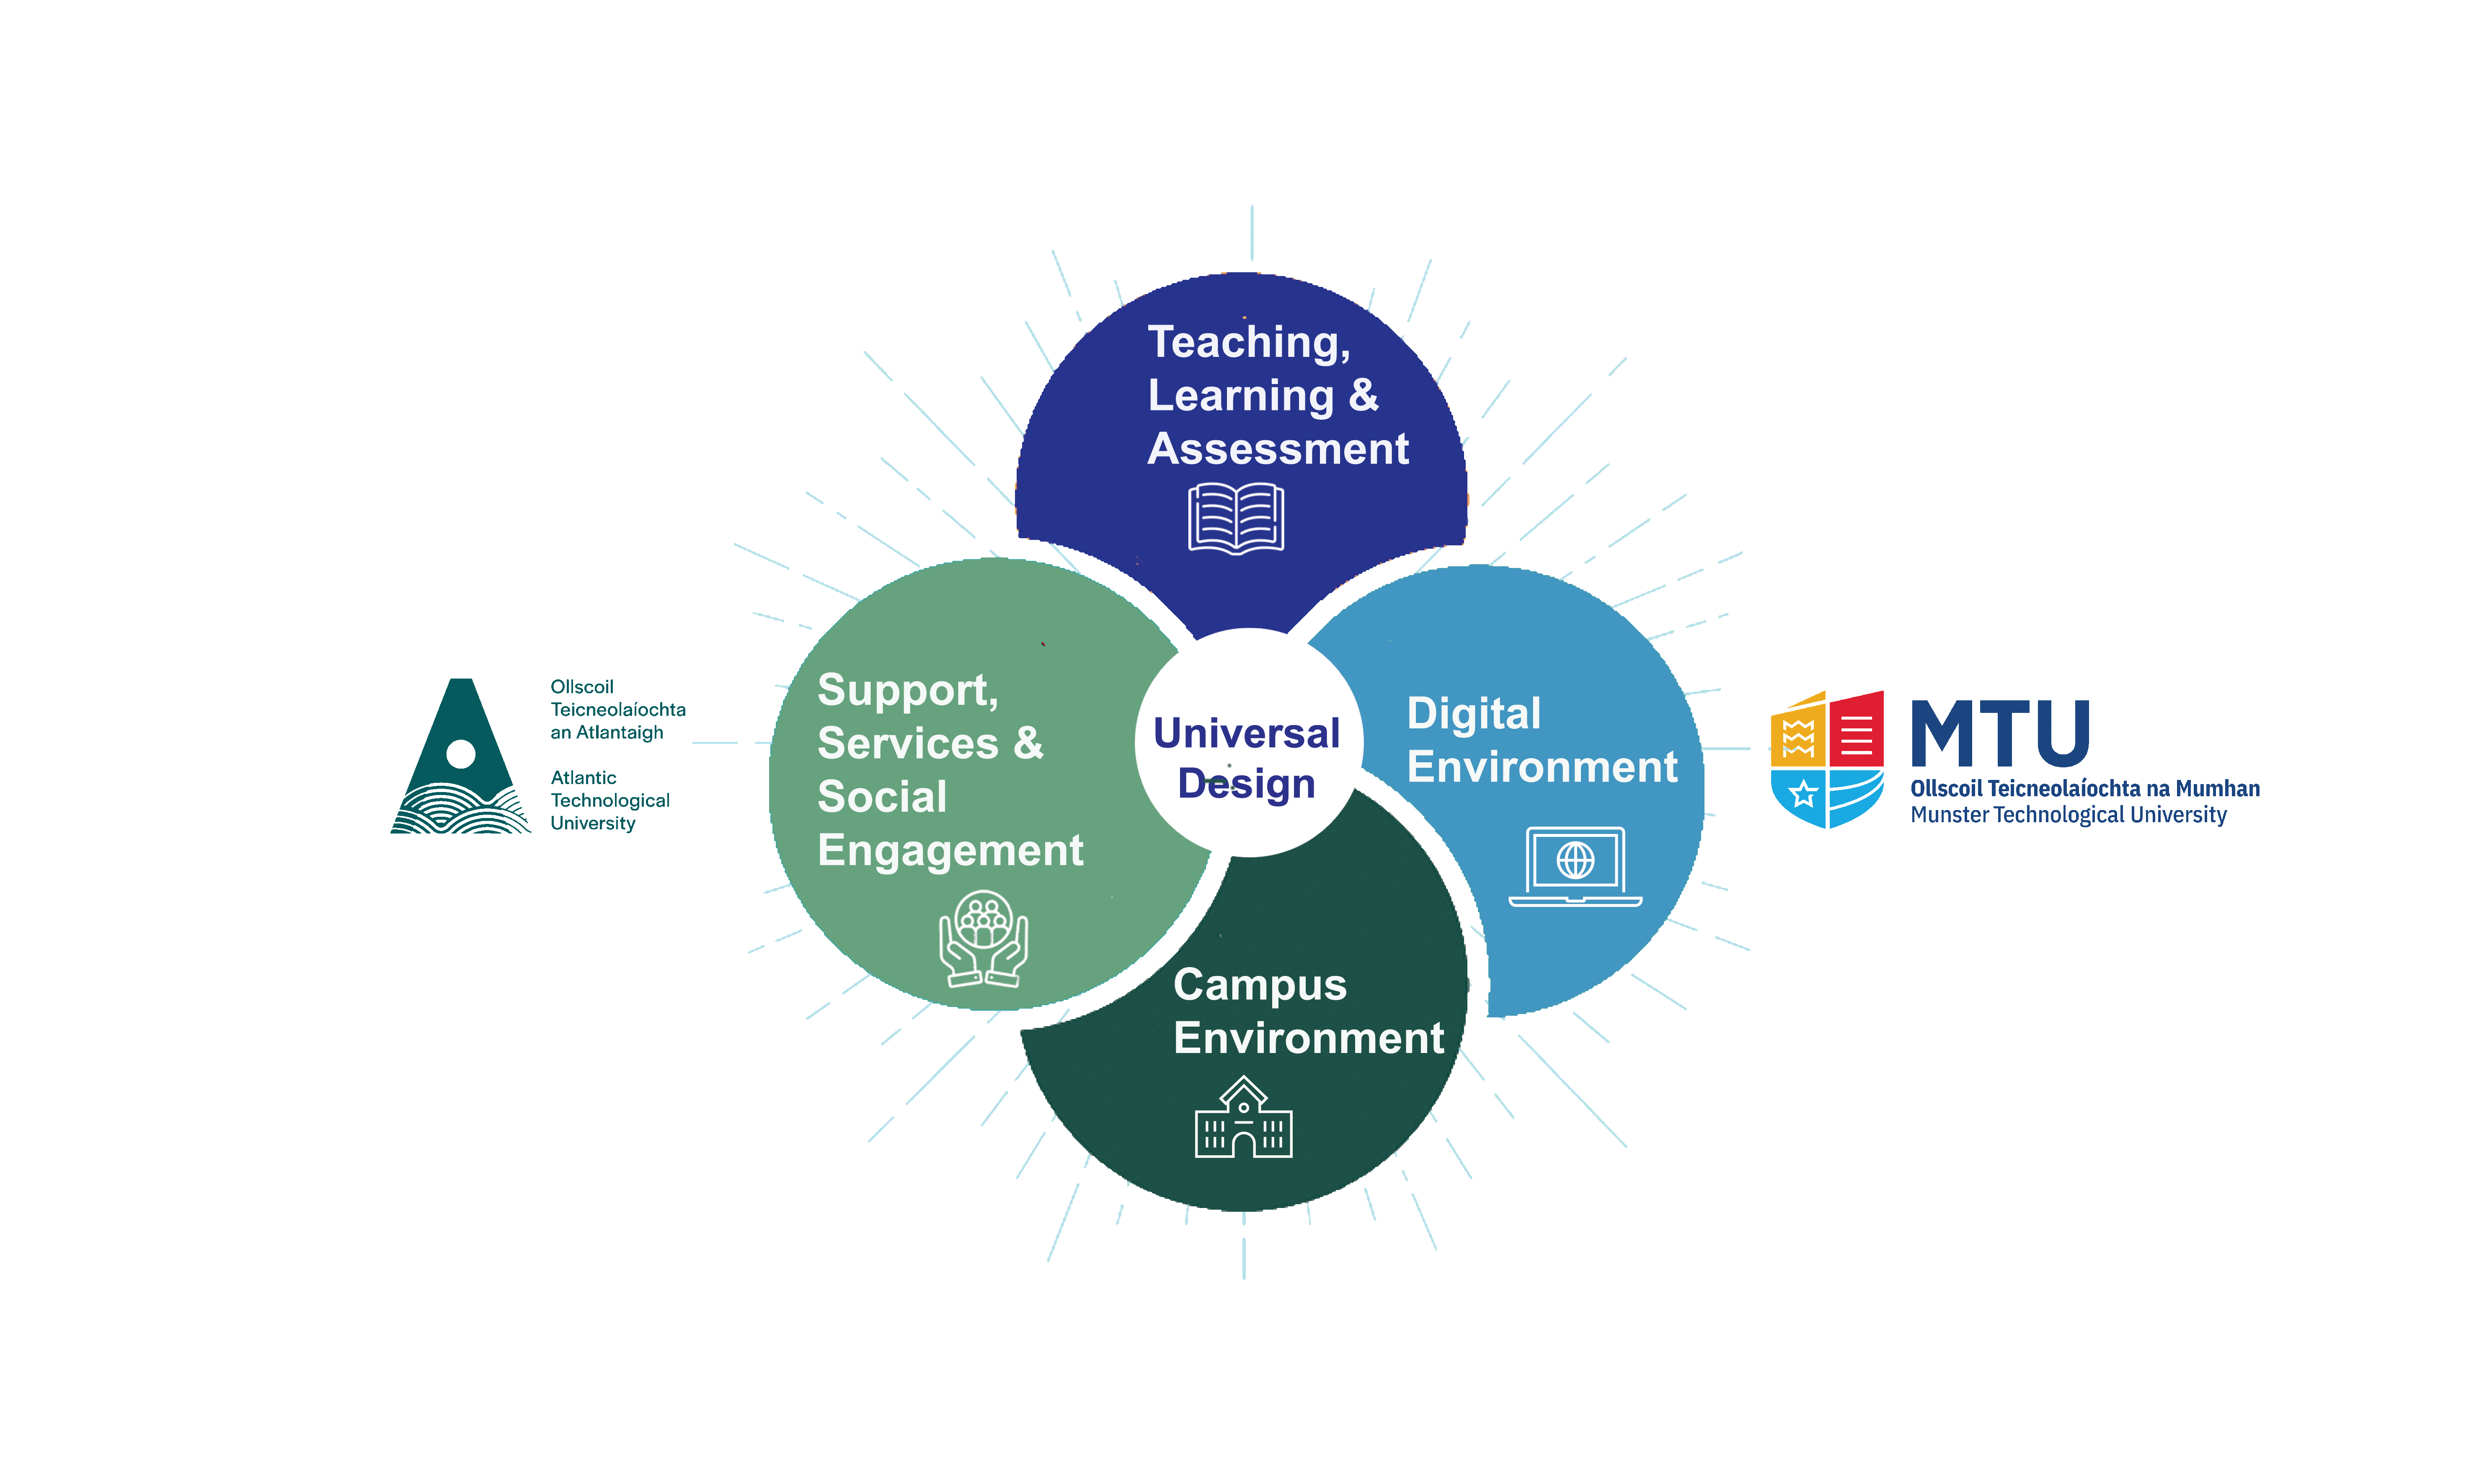 Teaching,
Learning &
Assessment
Support,
Services &
Social
Engagement
Universal
Design
Digital
Environment
Campus
Environment
Ollscoil
Teicneolaíochta
an Atlantaigh
Atlantic
Technological
University
MTU
Ollscoil Teicneolaíochta na Mumhan
Munster Technological University